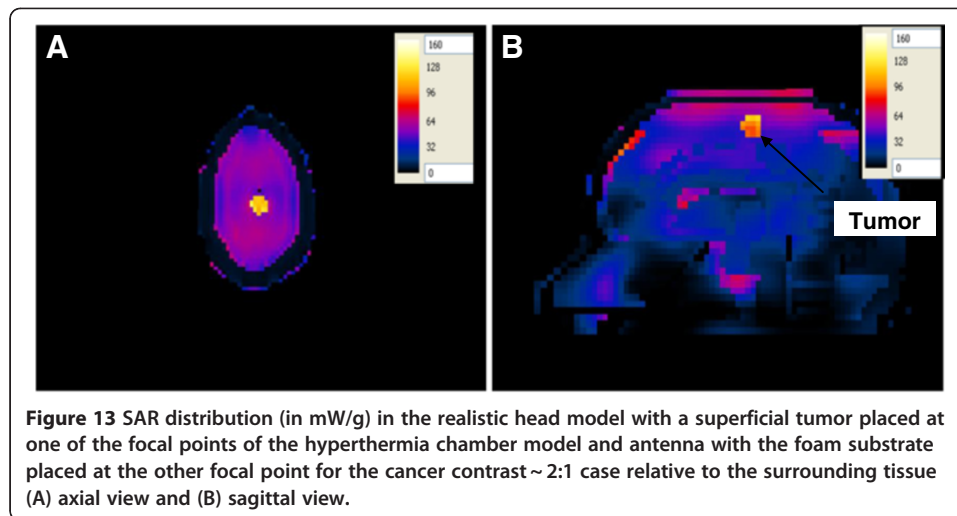 A
160
128
96
64
32
0
B
160
128
96
64
32
0
Tumor
Figure 13 SAR distribution (in mW/g) in the realistic head model with a superficial tumor placed at
one of the focal points of the hyperthermia chamber model and antenna with the foam substrate
placed at the other focal point for the cancer contrast ~ 2:1 case relative to the surrounding tissue
(A) axial view and (B) sagittal view.